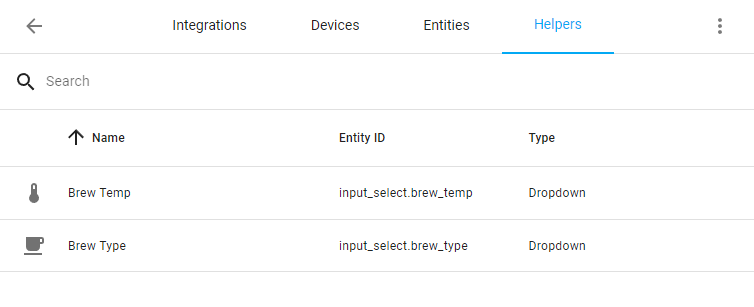 Integrations Devices Entities Helpers
Search
Name Entity ID Type
Brew Temp input_select.brew_temp Dropdown
Brew Type input_select.brew_type Dropdown